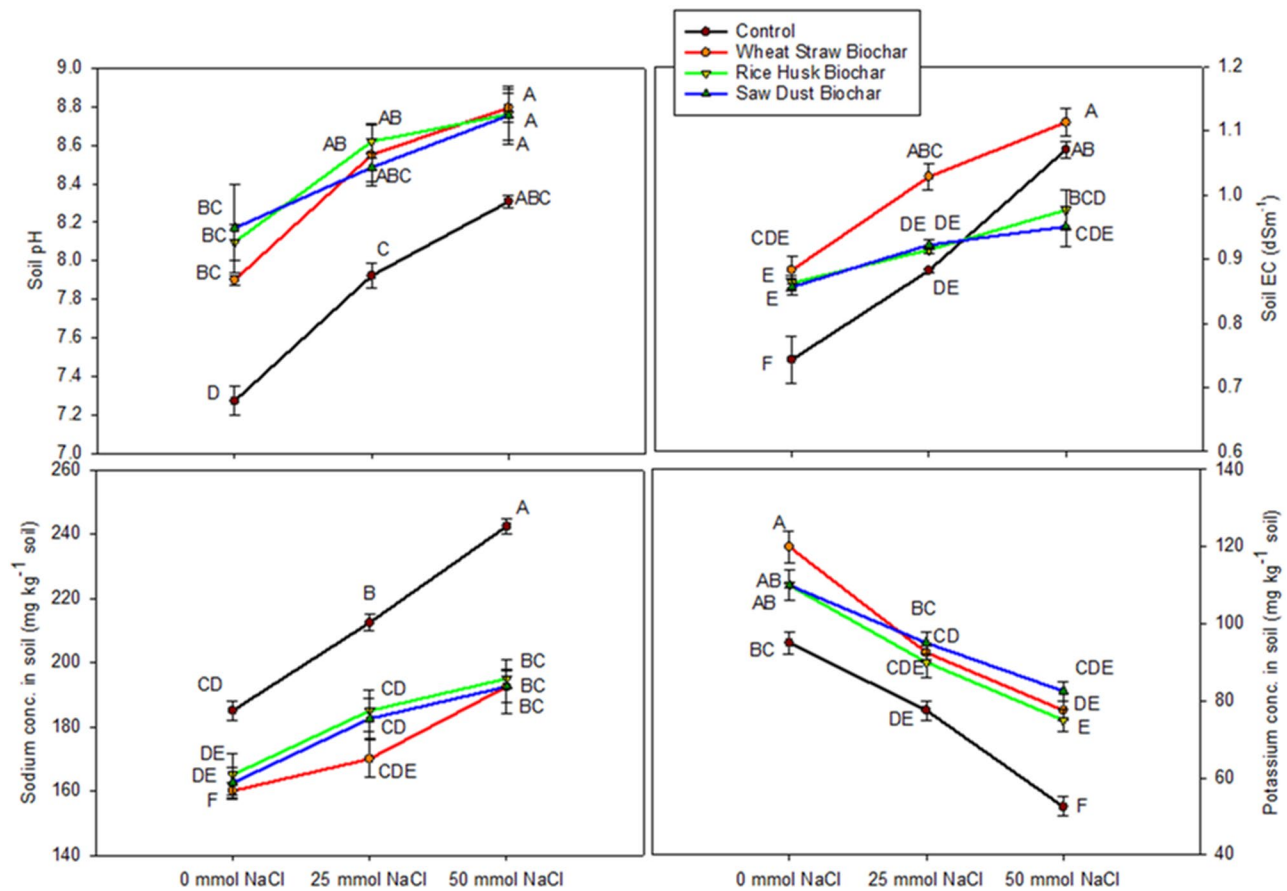 Control
Wheat Straw Biochar
Rice Husk Biochar
Saw Dust Biochar
9.0
8.8
8.6
8.4
8.2
8.0
7.8
7.6
7.4
7.2
7.0
Soil pH
BC
BC
BC
D
AB
AB
ABC
C
A
A
A
ABC
1.2
1.1
1.0
0.9
0.8
0.7
0.6
Soil EC (dSm⁻¹)
CDE
E
E
F
ABC
DE DE
DE
A
AB
BCD
CDE
260
240
220
200
180
160
140
Sodium conc. in soil (mg kg⁻¹ soil)
CD
DE
DE
F
B
CD
CD
CDE
A
BC
BC
BC
0 mmol NaCl 25 mmol NaCl 50 mmol NaCl
140
120
100
80
60
40
Potassium conc. in soil (mg kg⁻¹ soil)
A
AB
AB
BC
BC
CD
CDE
DE
CDE
DE
E
F
0 mmol NaCl 25 mmol NaCl 50 mmol NaCl